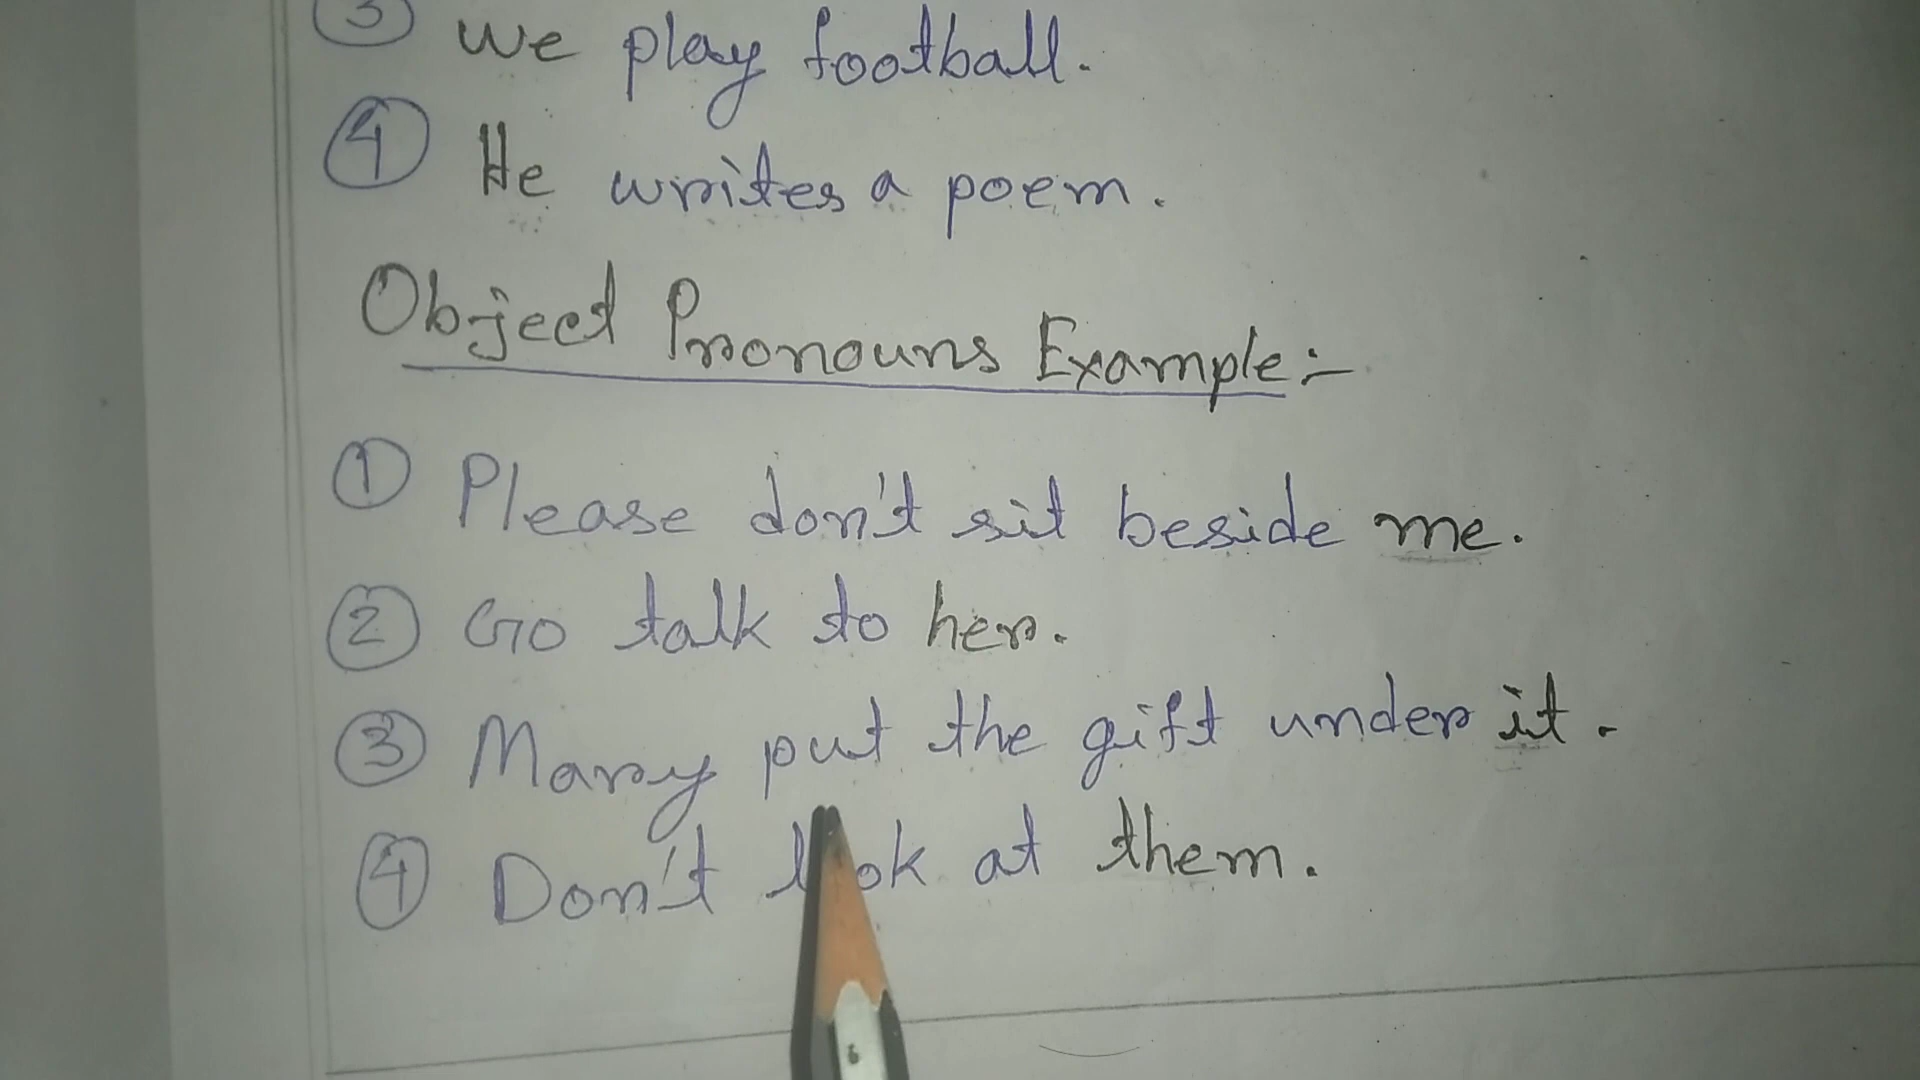 ③ We play football.
④ He writes a poem.
Object Pronouns Example:-
① Please don't sit beside me.
② Go talk to her.
③ Mary put the gift under it.
④ Don't look at them.